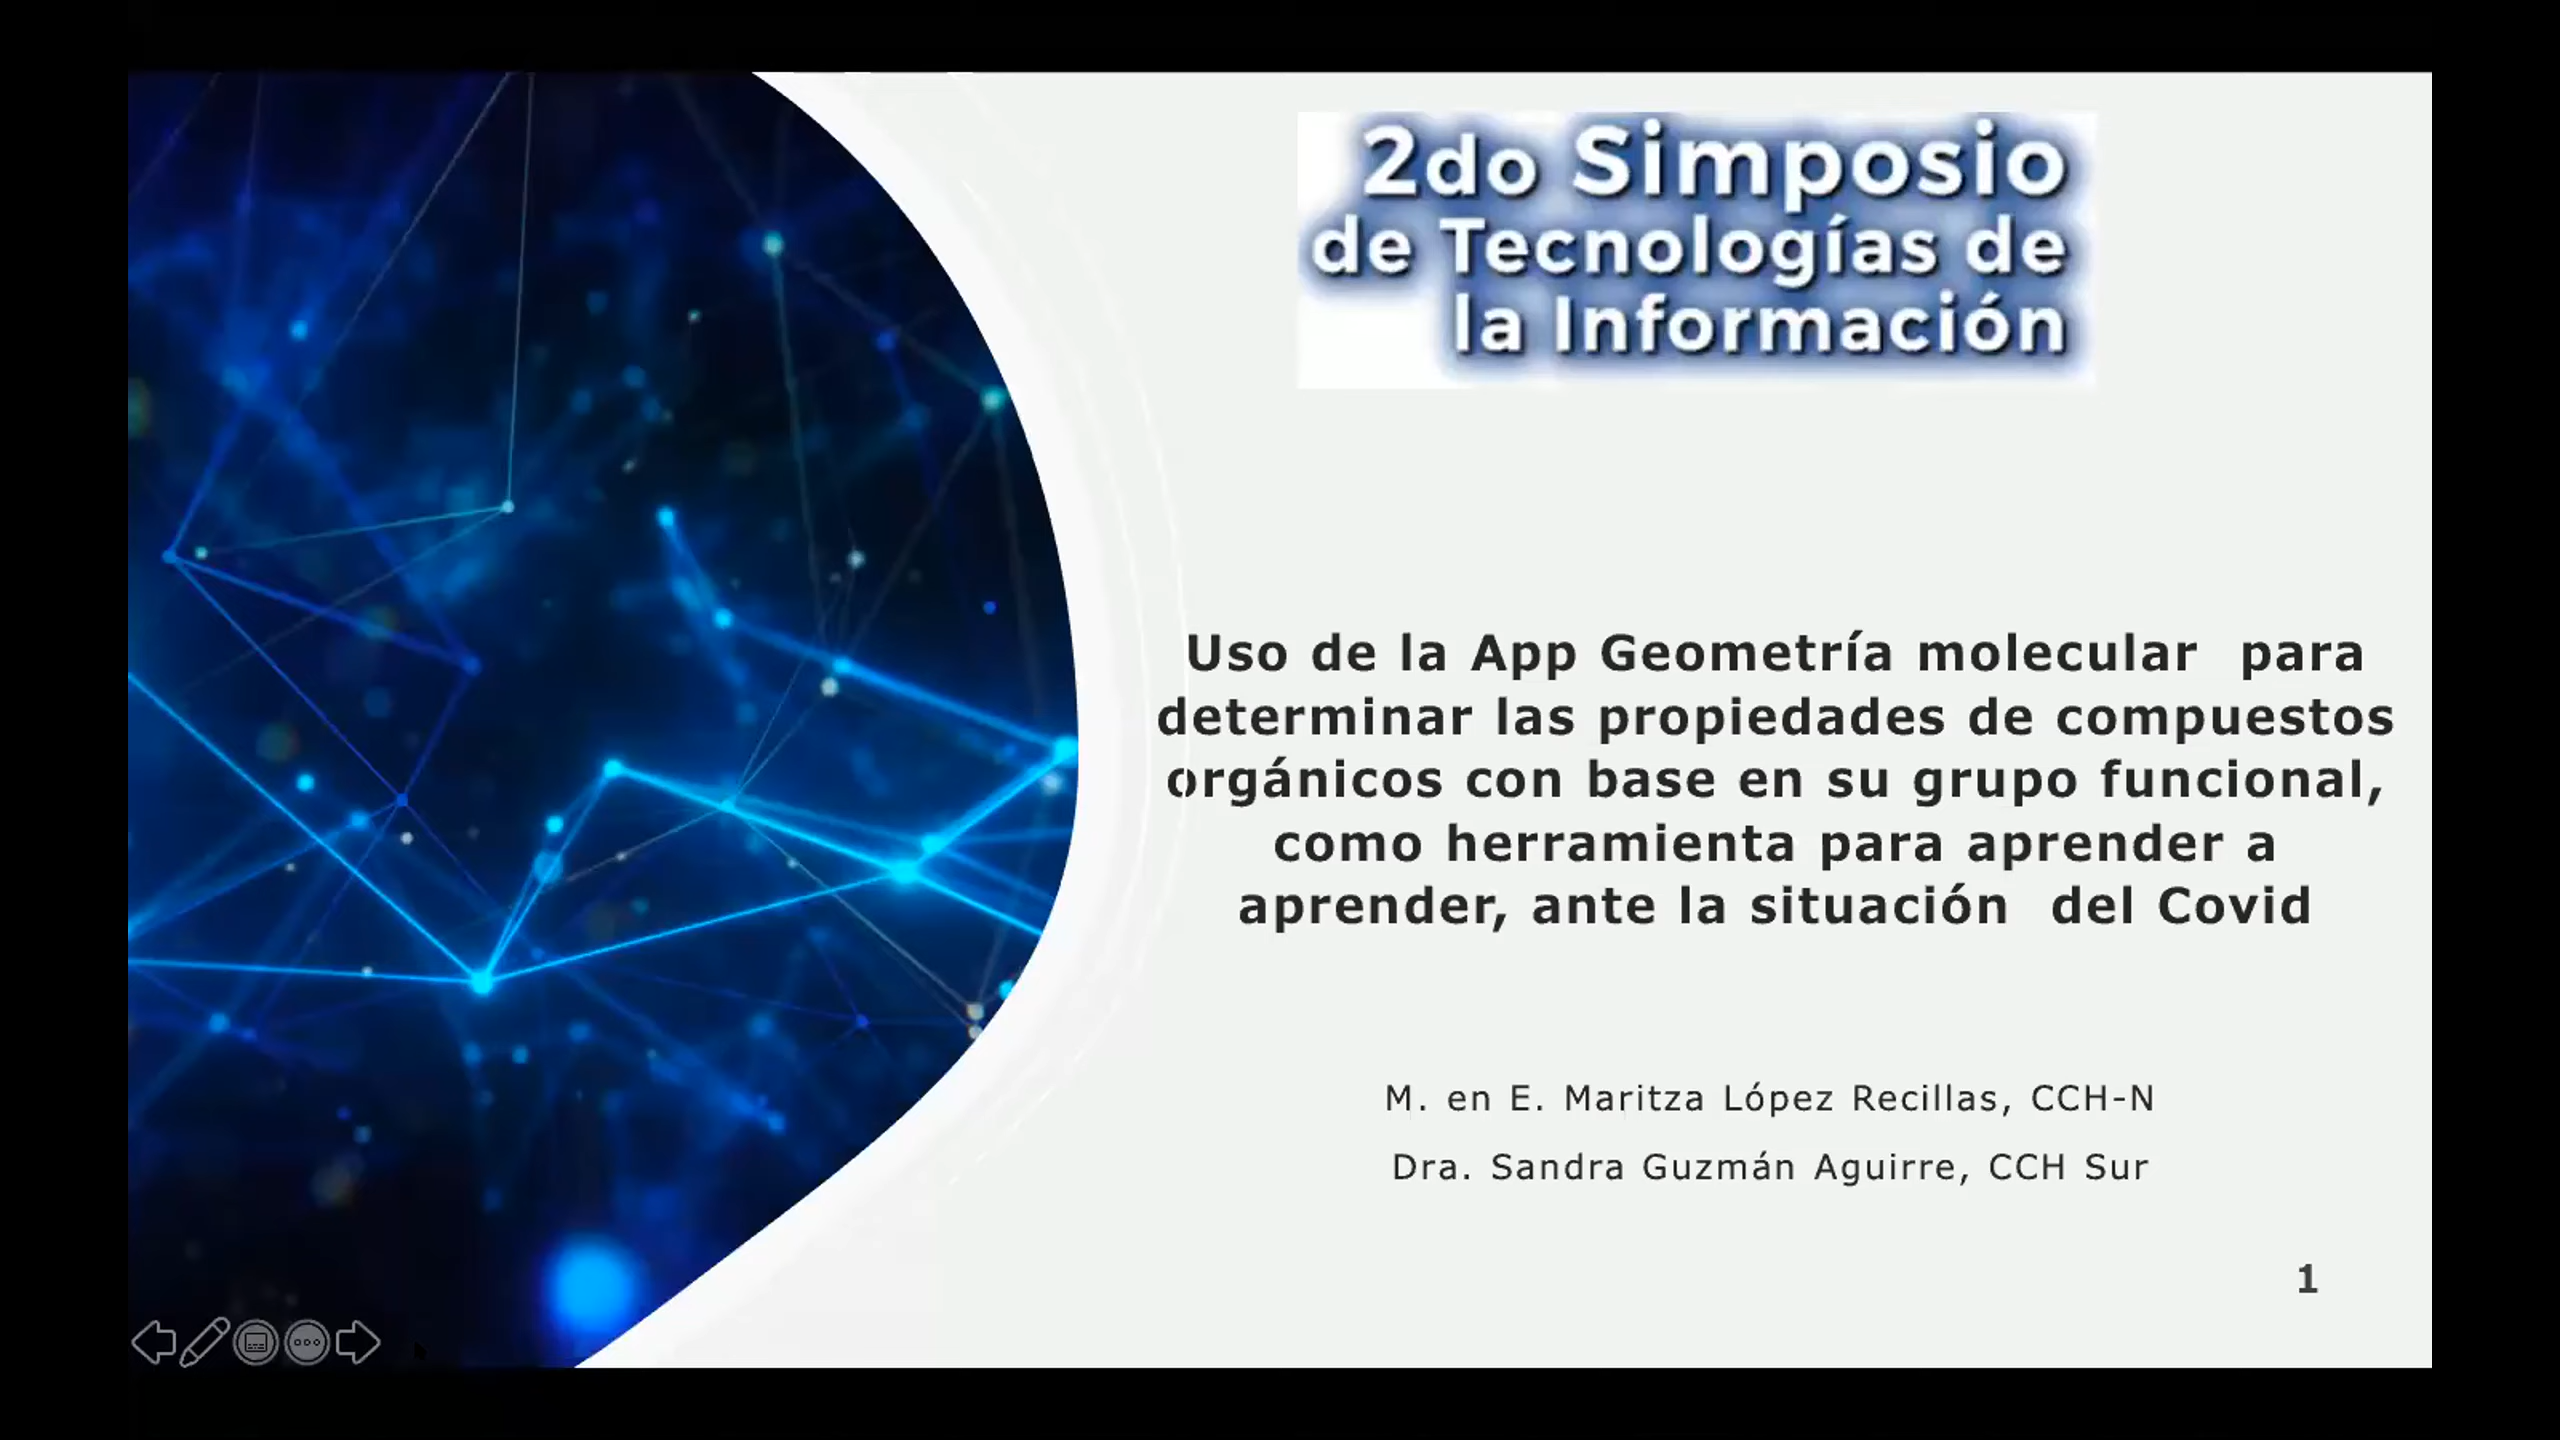 2do Simposio
de Tecnologías de
la Información
Uso de la App Geometría molecular para
determinar las propiedades de compuestos
orgánicos con base en su grupo funcional,
como herramienta para aprender a
aprender, ante la situación del Covid
M. en E. Maritza López Recillas, CCH-N
Dra. Sandra Guzmán Aguirre, CCH Sur
1